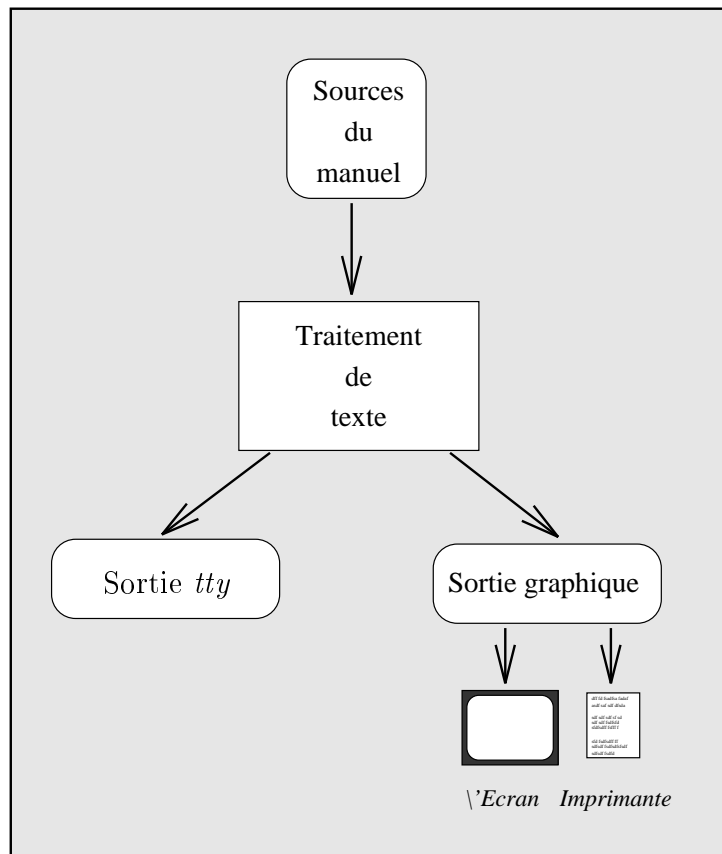 Sources
du
manuel
Traitement
de
texte
Sortie tty
Sortie graphique
\'Ecran Imprimante